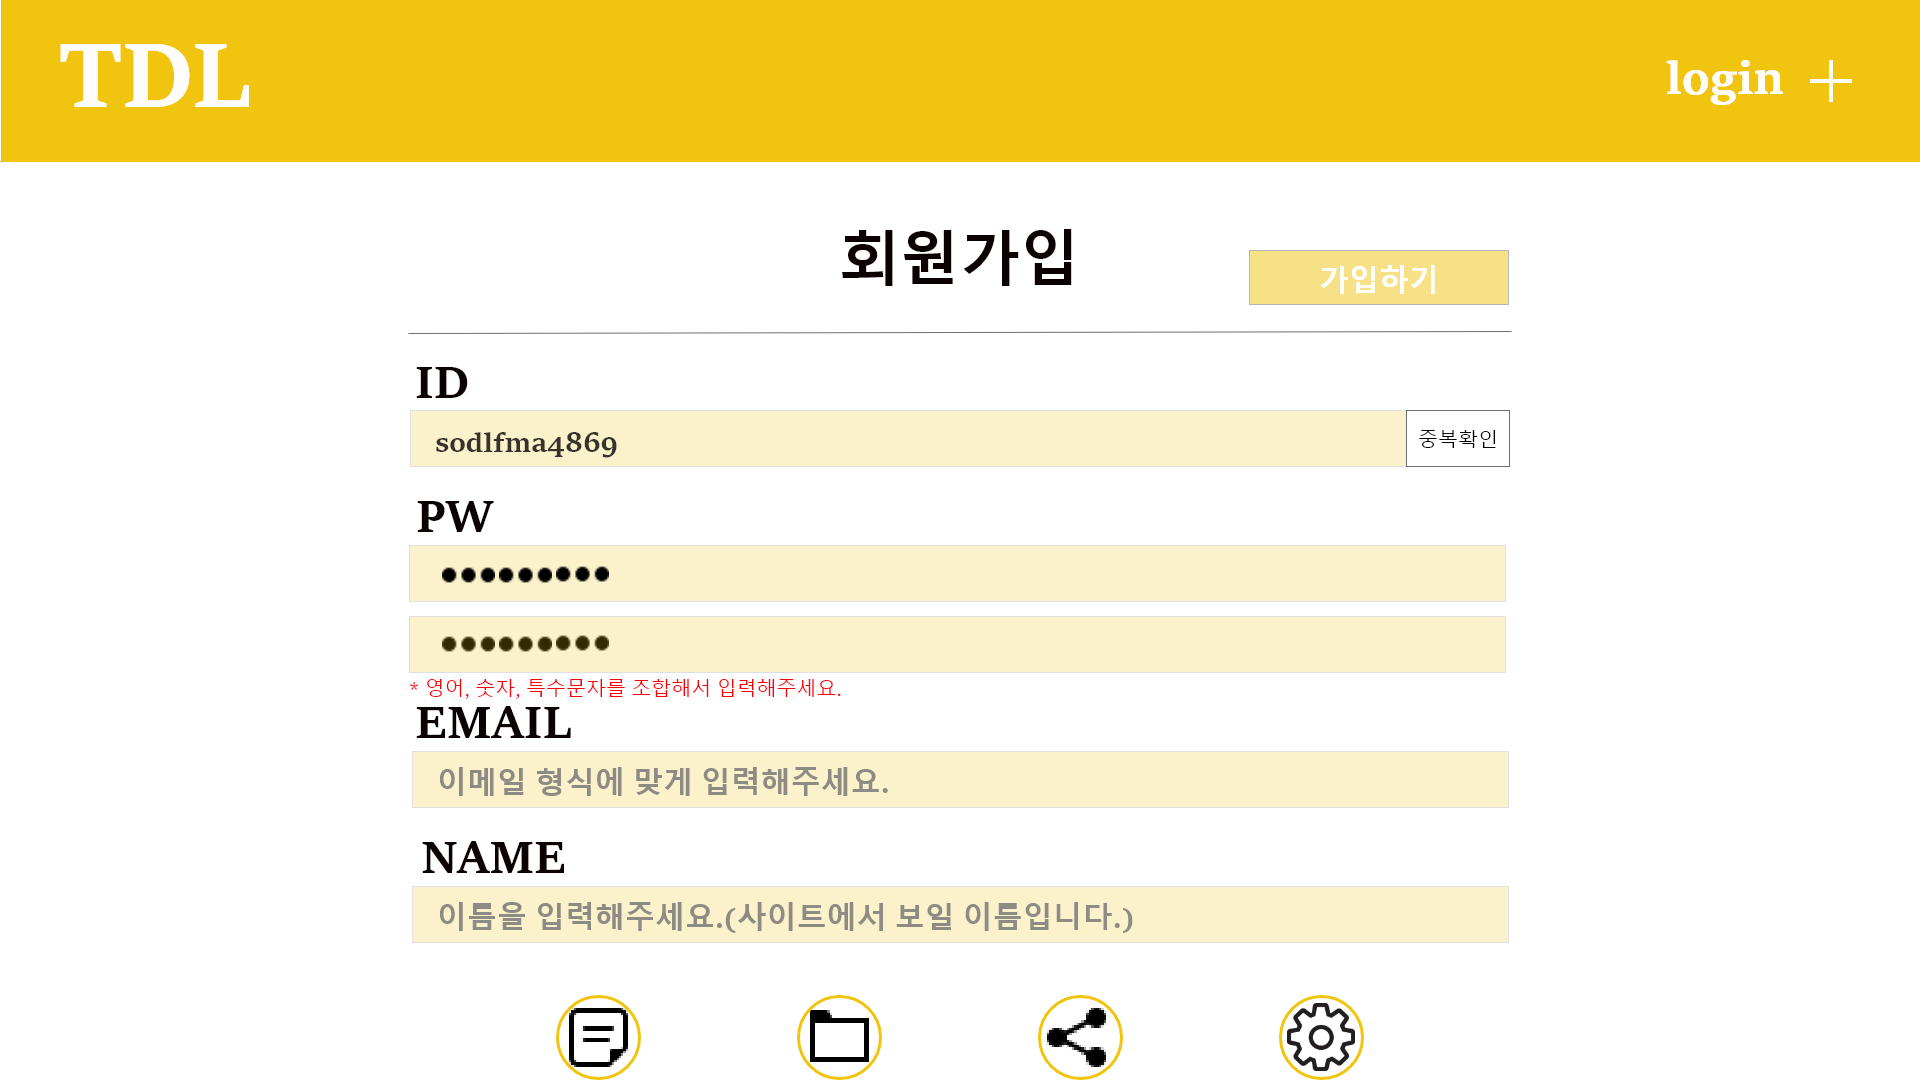 TDL
login
회원가입
가입하기
ID
sodlfma4869
중복확인
PW
●●●●●●●●●
●●●●●●●●●
* 영어, 숫자, 특수문자를 조합해서 입력해주세요.
EMAIL
이메일 형식에 맞게 입력해주세요.
NAME
이름을 입력해주세요.(사이트에서 보일 이름입니다.)